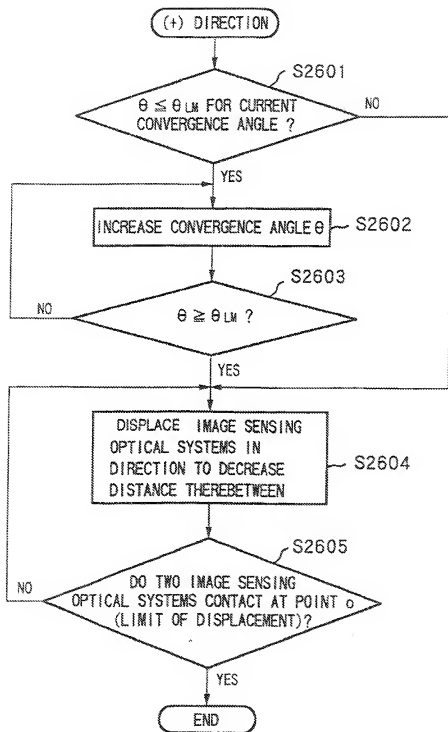 (+) DIRECTION
S2601
θ ≤ θLM FOR CURRENT
CONVERGENCE ANGLE ?
NO
YES
INCREASE CONVERGENCE ANGLE θ
S2602
S2603
θ ≧ θLM ?
NO
YES
DISPLACE IMAGE SENSING
OPTICAL SYSTEMS IN
DIRECTION TO DECREASE
DISTANCE THEREBETWEEN
S2604
S2605
DO TWO IMAGE SENSING
OPTICAL SYSTEMS CONTACT AT POINT o
(LIMIT OF DISPLACEMENT)?
NO
YES
END